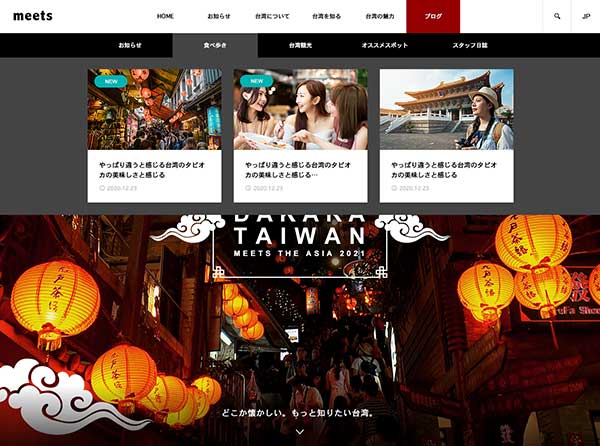 meets
HOME
お知らせ
台湾について
台湾を知る
台湾の魅力
ブログ
JP
お知らせ
食べ歩き
台湾観光
オススメスポット
スタッフ日誌
NEW
NEW
やっぱり違うと感じる台湾のタピオ
カの美味しさと感じる
2020.12.23
やっぱり違うと感じる台湾のタピオ
カの美味しさと感じる…
2020.12.23
やっぱり違うと感じる台湾のタピオ
カの美味しさと感じる
2020.12.23
TAIWAN
MEETS THE ASIA 2021
九戸茶語
九戸茶語
どこか懐かしい。もっと知りたい台湾。